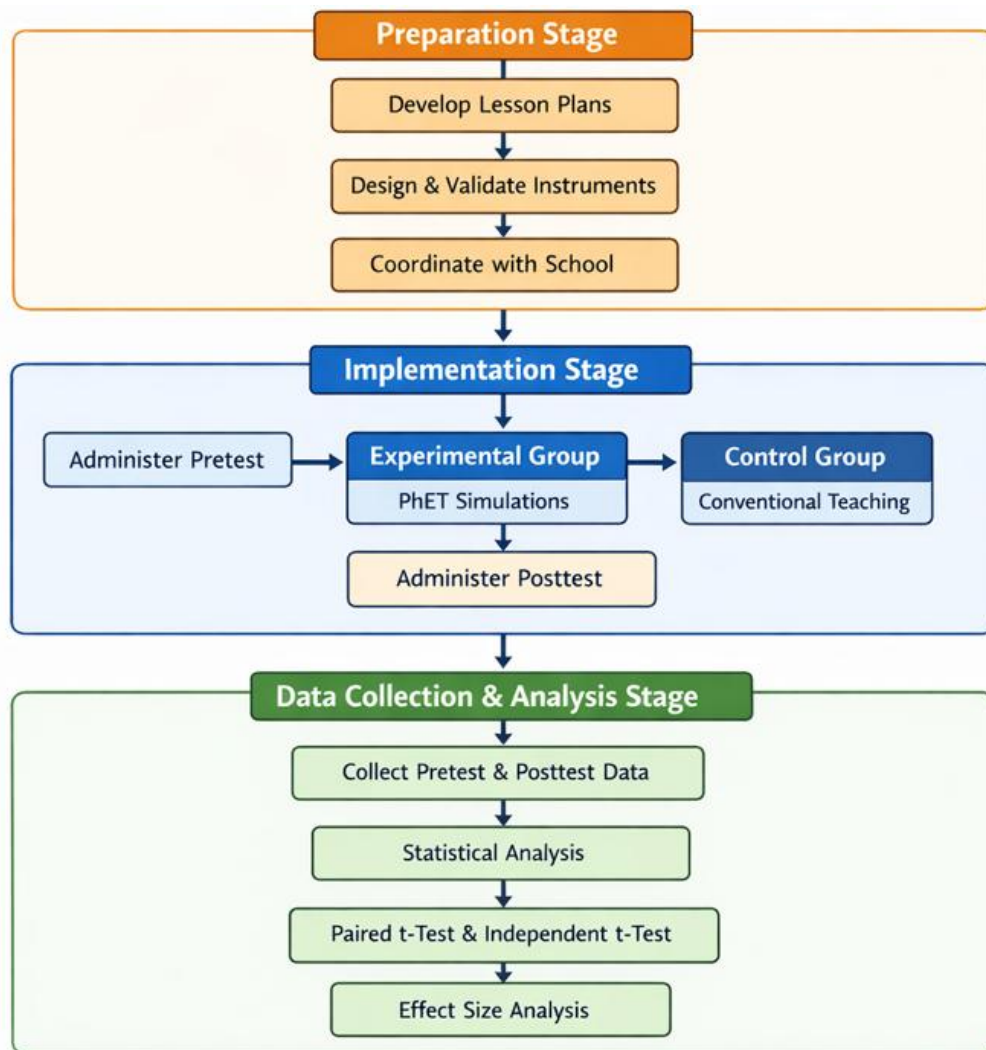 Preparation Stage
Develop Lesson Plans
Design & Validate Instruments
Coordinate with School
Implementation Stage
Administer Pretest
Experimental Group
PhET Simulations
Control Group
Conventional Teaching
Administer Posttest
Data Collection & Analysis Stage
Collect Pretest & Posttest Data
Statistical Analysis
Paired t-Test & Independent t-Test
Effect Size Analysis